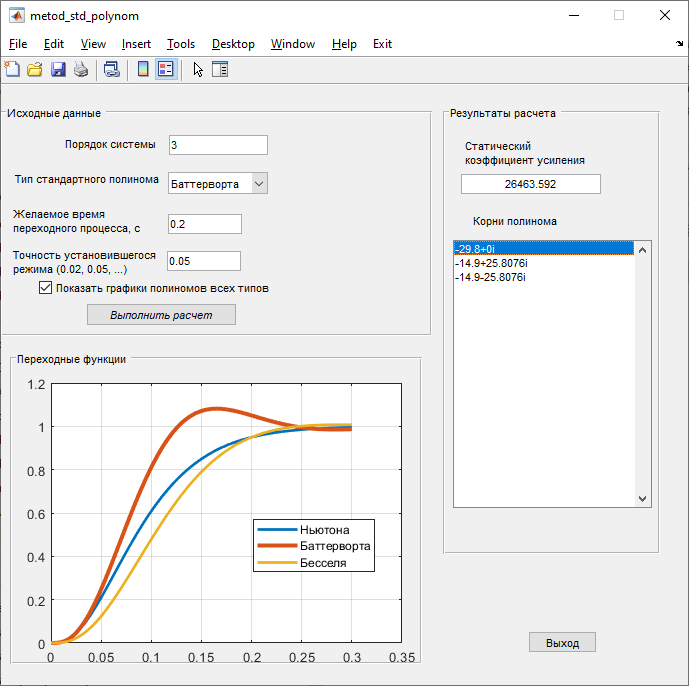 metod_std_polynom
File Edit View Insert Tools Desktop Window Help Exit
Исходные данные
Порядок системы
3
Тип стандартного полинома
Баттерворта
Желаемое время
переходного процесса, с
0.2
Точность установившегося
режима (0.02, 0.05, ...)
0.05
Показать графики полиномов всех типов
Выполнить расчет
Результаты расчета
Статический
коэффициент усиления
26463.592
Корни полинома
-29.8+0i
-14.9+25.8076i
-14.9-25.8076i
Переходные функции
1.2
1
0.8
0.6
0.4
0.2
0
0 0.05 0.1 0.15 0.2 0.25 0.3 0.35
Ньютона
Баттерворта
Бесселя
Выход